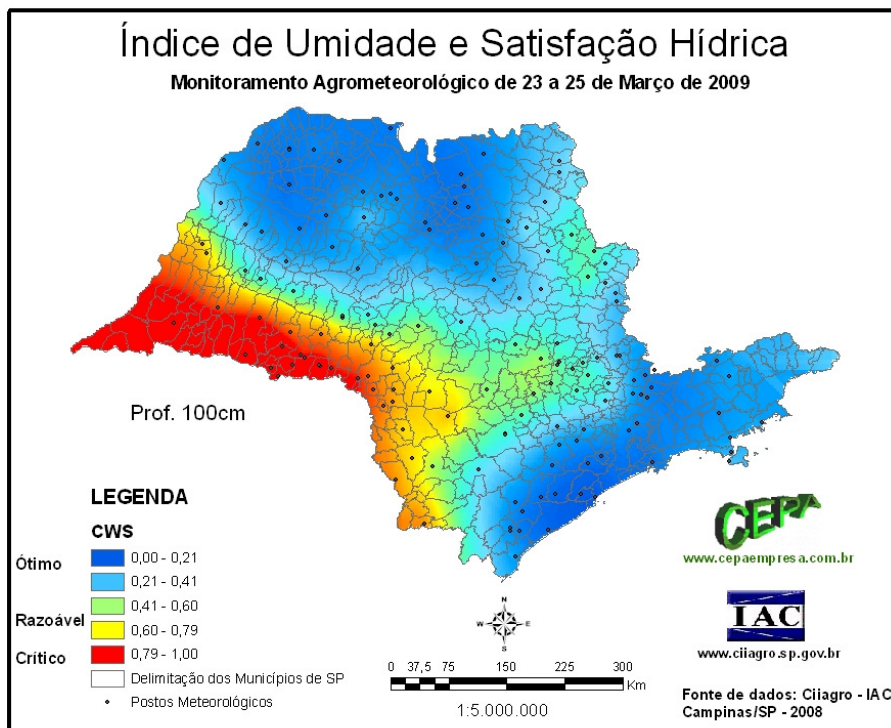 Índice de Umidade e Satisfação Hídrica
Monitoramento Agrometeorológico de 23 a 25 de Março de 2009
Prof. 100cm
LEGENDA
CWS
Ótimo
0,00 - 0,21
0,21 - 0,41
0,41 - 0,60
Razoável
0,60 - 0,79
Crítico
0,79 - 1,00
Delimitação dos Municípios de SP
Postos Meteorológicos
N
W
E
S
0 37,5 75 150 225 300
Km
1:5.000.000
CEPA
www.cepaempresa.com.br
IAC
www.ciiagro.sp.gov.br
Fonte de dados: Ciiagro - IAC
Campinas/SP - 2008